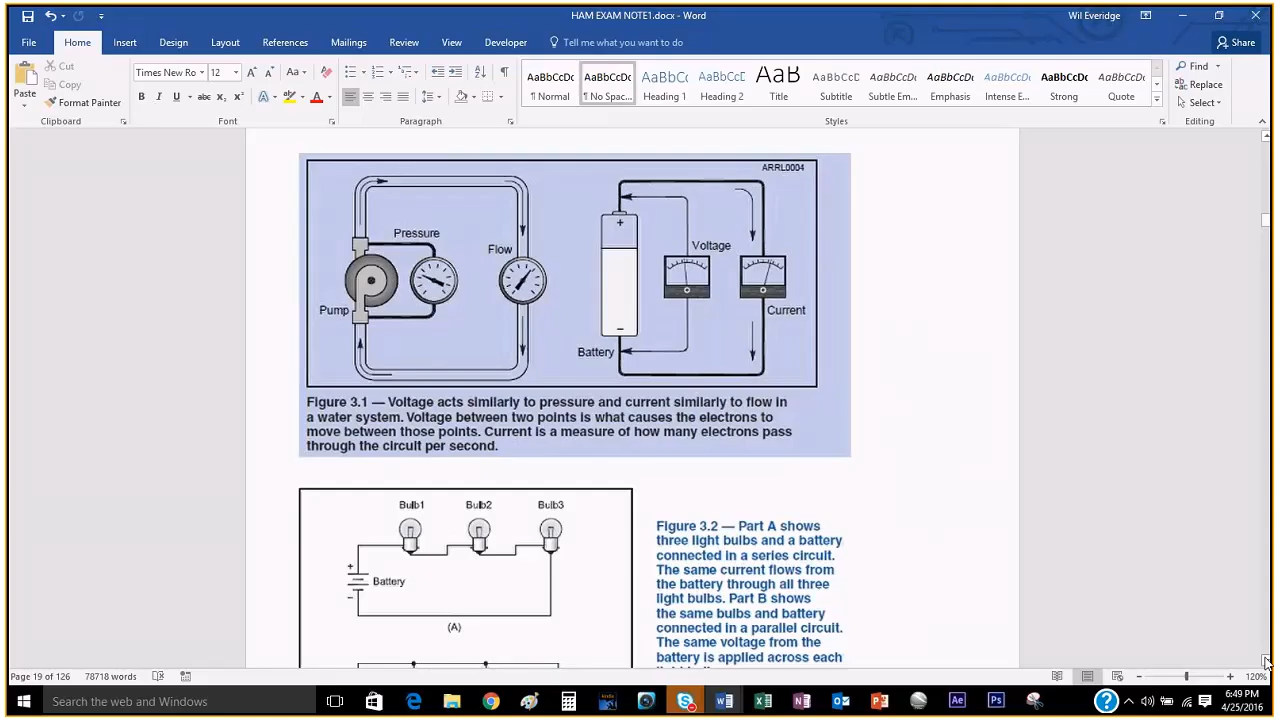 HAM EXAM NOTE1.docx - Word
Wil Everidge
File Home Insert Design Layout References Mailings Review View Developer Tell me what you want to do Share
Paste
Cut
Copy
Format Painter
Times New Ro 12 Aa
B I U abc x₂ x² A A
AaBbCcDc AaBbCcDc AaBbCc AaBbCcC AaB AaBbCcC AaBbCcDc AaBbCcDc AaBbCcDc AaBbCcDc AaBbCcDc
¶ Normal ¶ No Spac... Heading 1 Heading 2 Title Subtitle Subtle Em... Emphasis Intense E... Strong Quote
Find
Replace
Select
Clipboard Font Paragraph Styles Editing
ARRL0004
Pressure
Flow
Pump
+
Voltage
Current
−
Battery
Figure 3.1 — Voltage acts similarly to pressure and current similarly to flow in
a water system. Voltage between two points is what causes the electrons to
move between those points. Current is a measure of how many electrons pass
through the circuit per second.
Bulb1 Bulb2 Bulb3
+
Battery
−
(A)
Figure 3.2 — Part A shows
three light bulbs and a battery
connected in a series circuit.
The same current flows from
the battery through all three
light bulbs. Part B shows
the same bulbs and battery
connected in a parallel circuit.
The same voltage from the
battery is applied across each
Page 19 of 126 78718 words 120%
Search the web and Windows
6:49 PM
4/25/2016